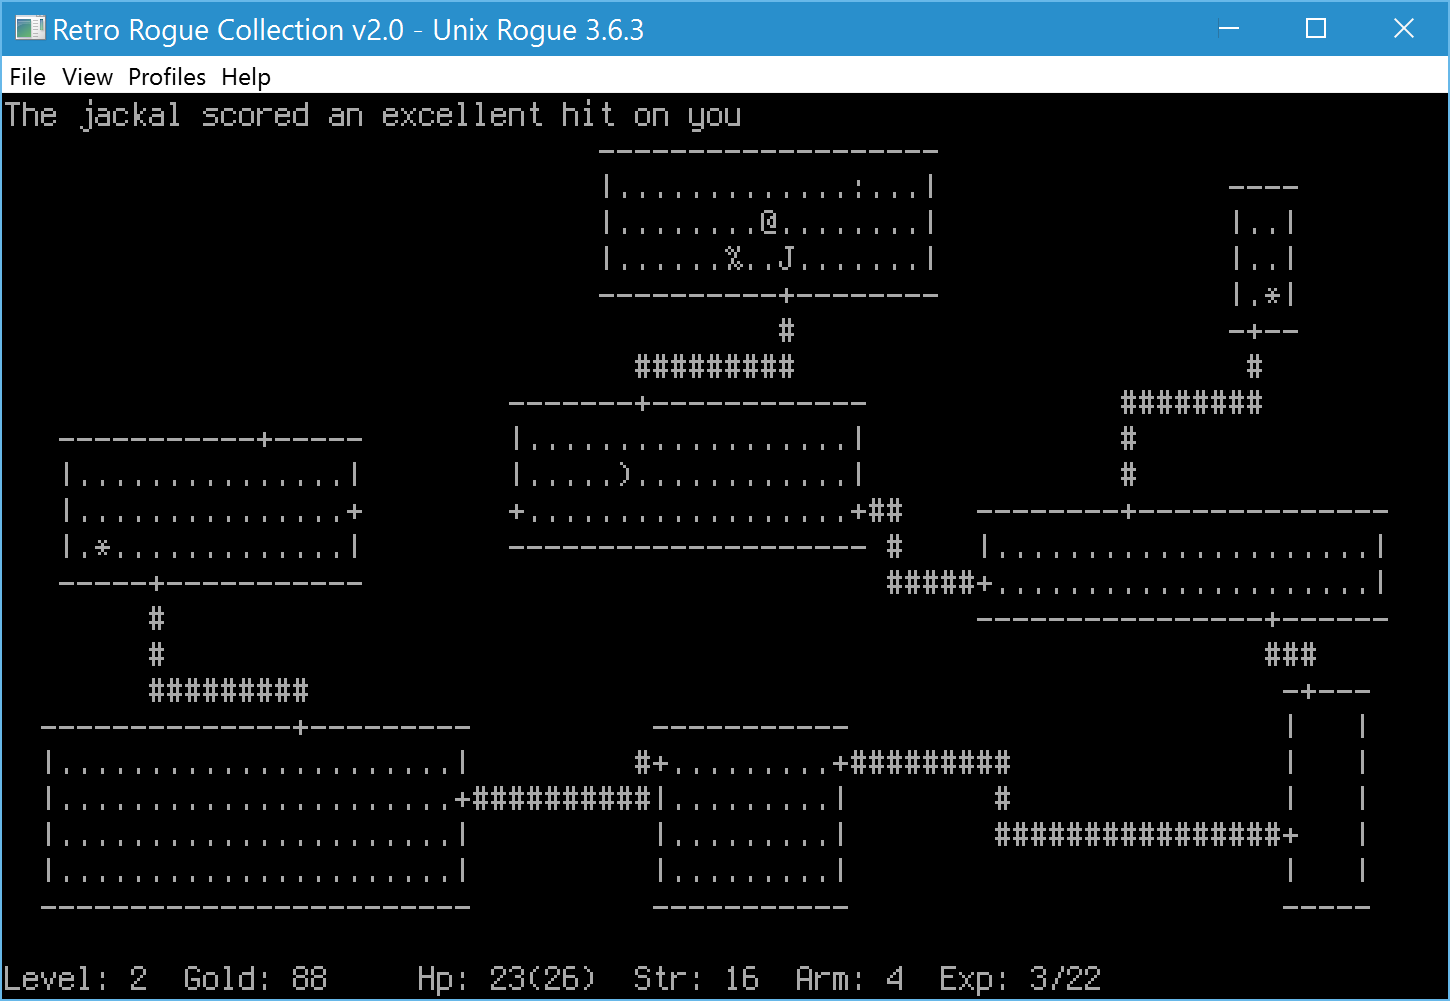 Retro Rogue Collection v2.0 - Unix Rogue 3.6.3
File View Profiles Help
The jackal scored an excellent hit on you
-------------------
|.............:...| ----
|........@........| |..|
|......%..J.......| |..|
----------+-------- |.*|
# -+--
######### #
-------+------------ ########
-----------+----- |..................| #
|...............| |.....)............| #
|...............+ +..................+## --------+--------------
|.*.............| -------------------- # |.....................|
-----+----------- #####+.....................|
# ----------------+------
# ###
######### -+---
--------------+--------- ----------- | |
|......................| #+.........+######### | |
|......................+##########|.........| # | |
|......................| |.........| ################+ |
|......................| |.........| | |
------------------------ ----------- -----
Level: 2 Gold: 88 Hp: 23(26) Str: 16 Arm: 4 Exp: 3/22